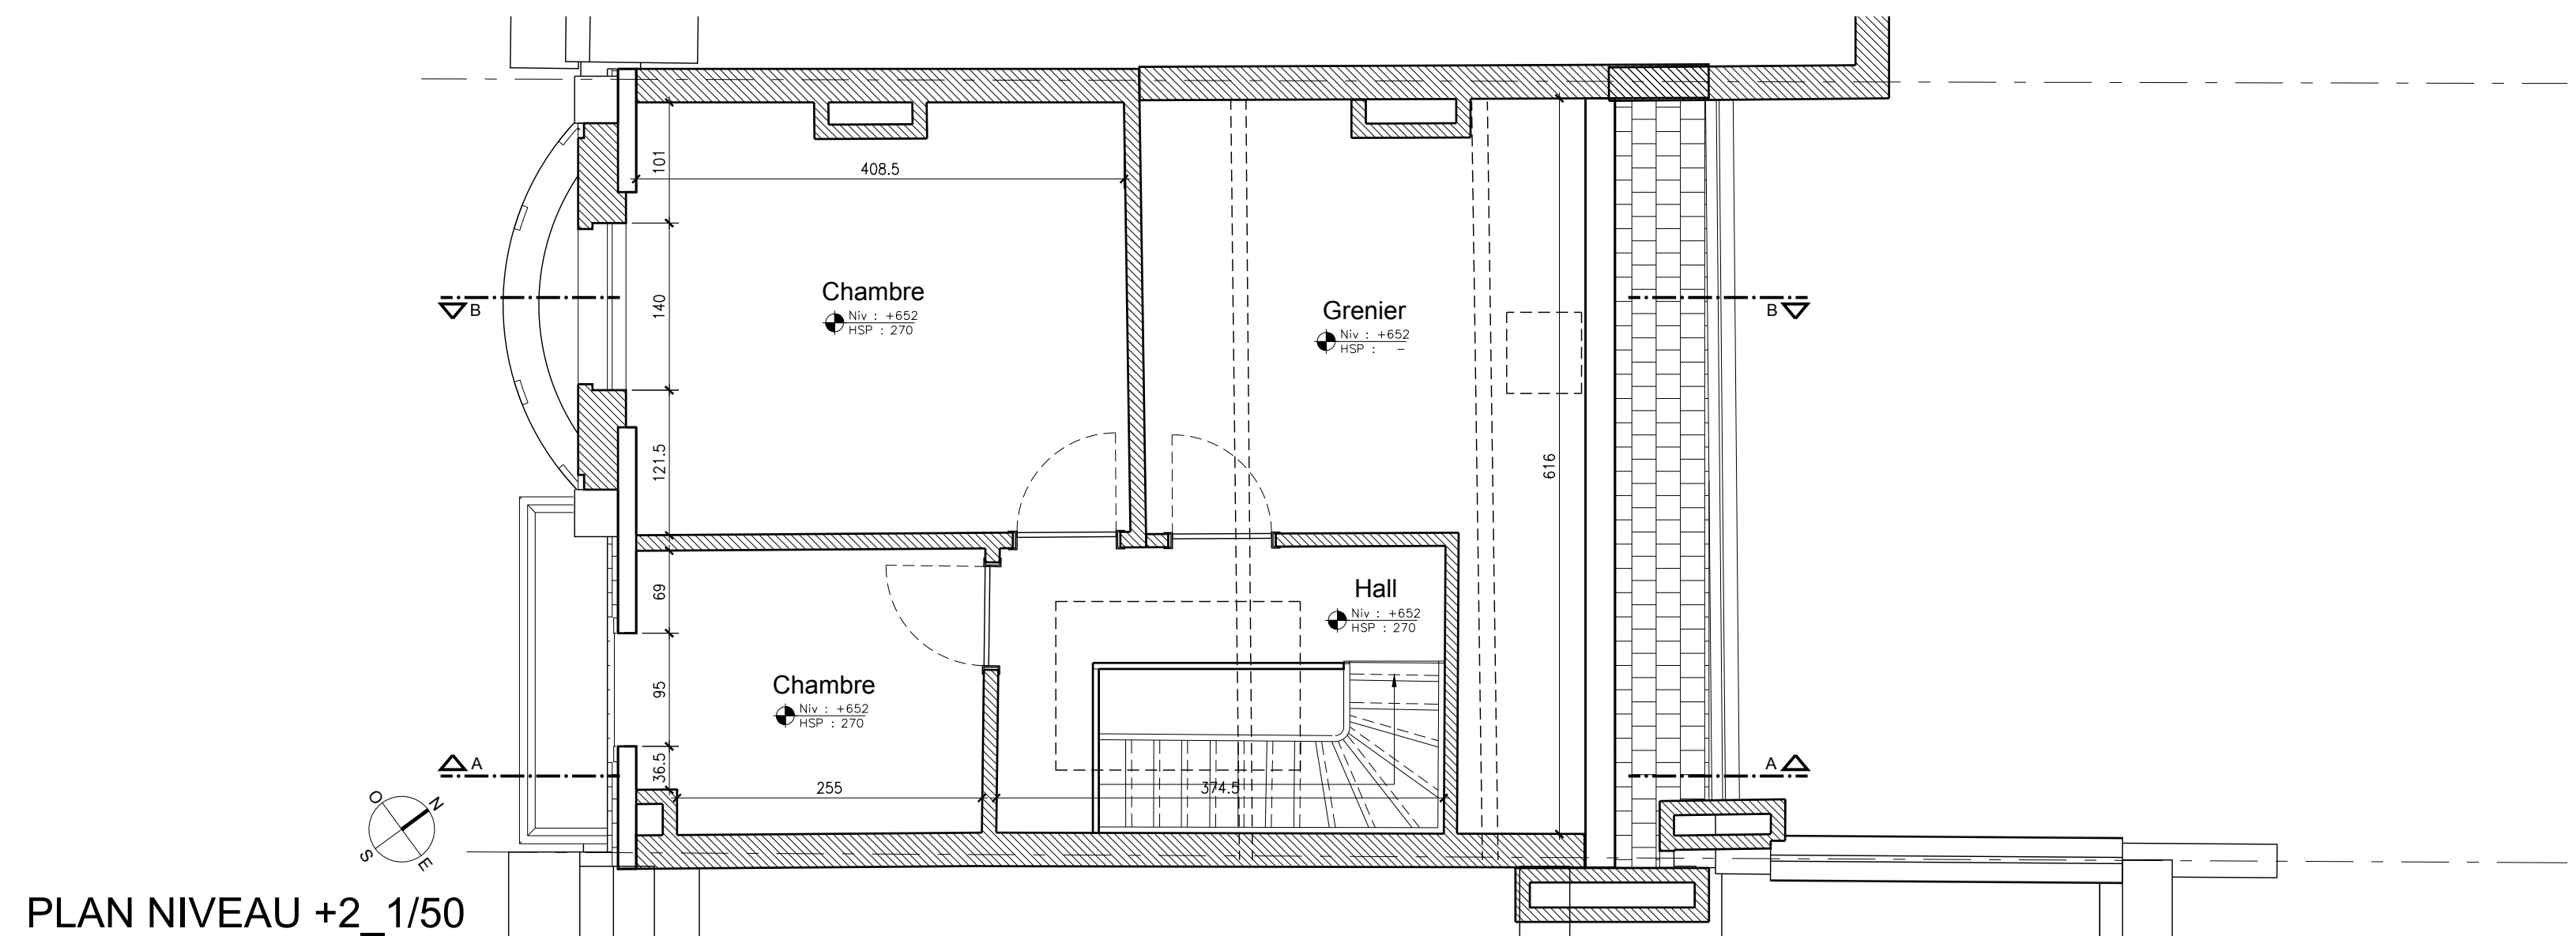 101
408.5
Chambre
Niv : +652
HSP : 270
Grenier
Niv : +652
HSP : -
B
B
140
121.5
616
69
Hall
Niv : +652
HSP : 270
Chambre
Niv : +652
HSP : 270
95
36.5
A
A
255
374.5
O
N
S
E
PLAN NIVEAU +2_1/50